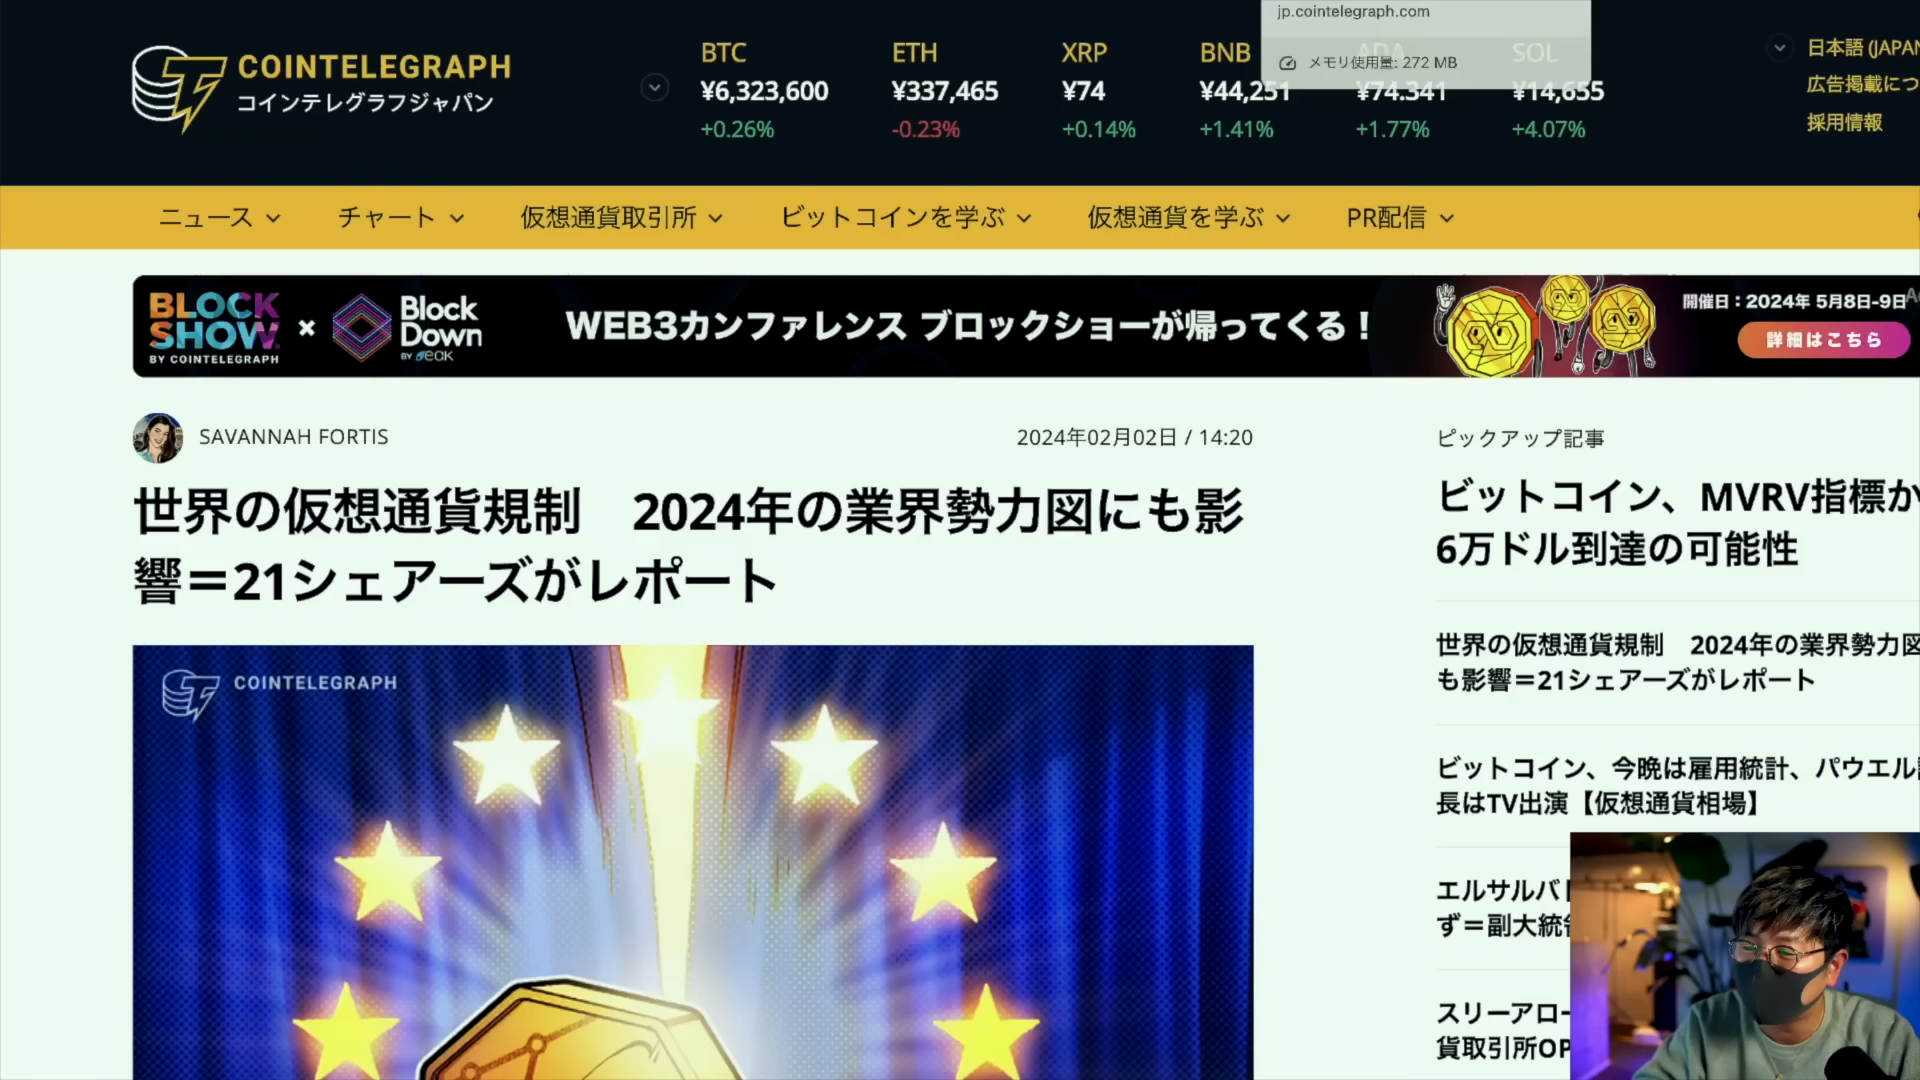 jp.cointelegraph.com
メモリ使用量: 272 MB
COINTELEGRAPH
コインテレグラフジャパン
BTC
¥6,323,600
+0.26%
ETH
¥337,465
-0.23%
XRP
¥74
+0.14%
BNB
¥44,251
+1.41%
ADA
¥74.341
+1.77%
SOL
¥14,655
+4.07%
日本語 (JAPAN
広告掲載につ
採用情報
ニュース
チャート
仮想通貨取引所
ビットコインを学ぶ
仮想通貨を学ぶ
PR配信
BLOCK
SHOW
BY COINTELEGRAPH
×
Block
Down
BY eak
WEB3カンファレンス ブロックショーが帰ってくる！
開催日：2024年 5月8日-9日
詳細はこちら
SAVANNAH FORTIS
2024年02月02日 / 14:20
世界の仮想通貨規制　2024年の業界勢力図にも影
響＝21シェアーズがレポート
COINTELEGRAPH
ピックアップ記事
ビットコイン、MVRV指標か
6万ドル到達の可能性
世界の仮想通貨規制　2024年の業界勢力図
も影響＝21シェアーズがレポート
ビットコイン、今晩は雇用統計、パウエル
長はTV出演【仮想通貨相場】
エルサルバ
ず＝副大統
スリーアロー
貨取引所OP